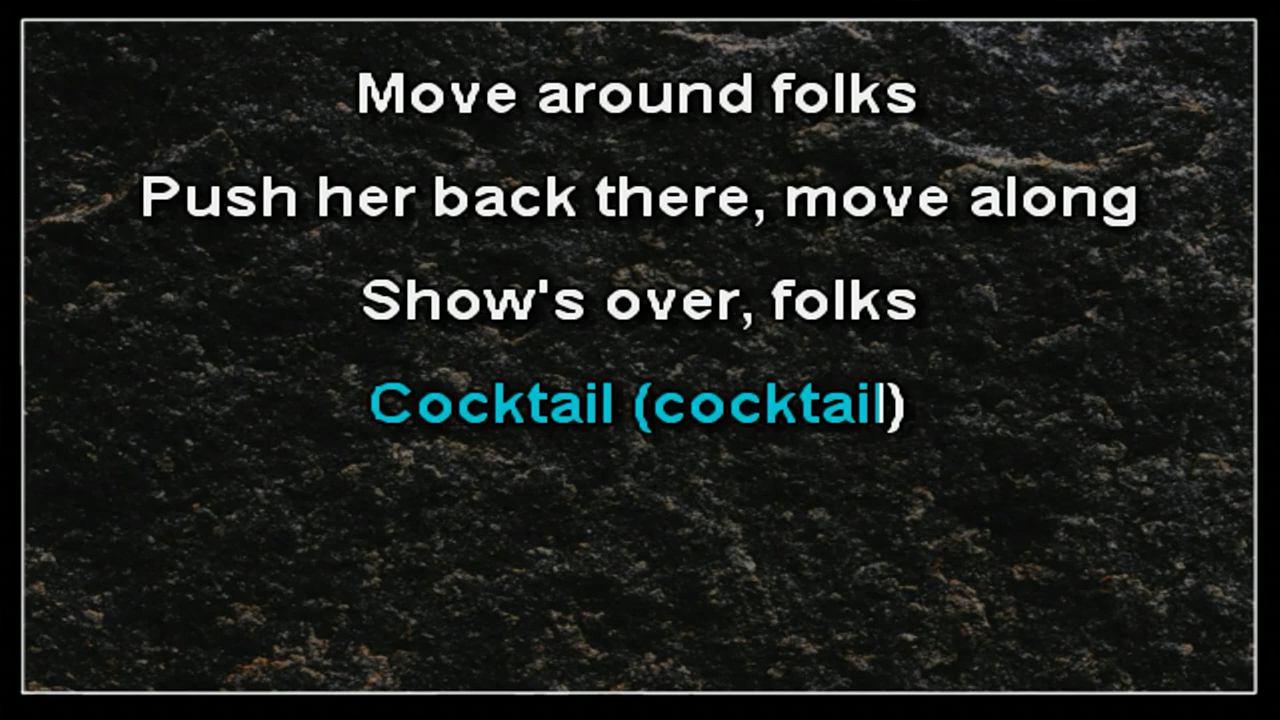 Move around folks
Push her back there, move along
Show's over, folks
Cocktail (cocktail)